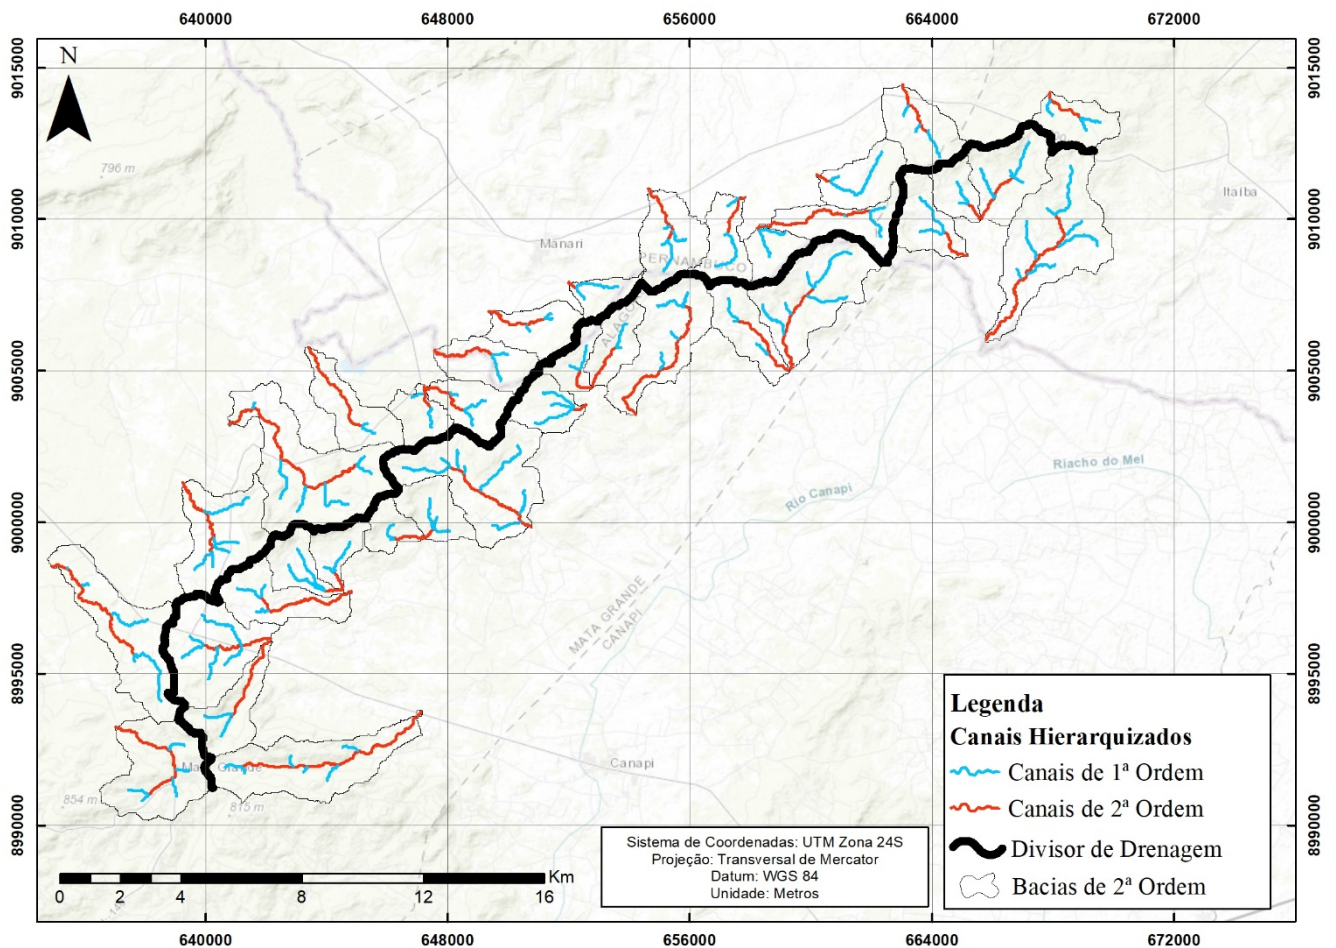 640000 648000 656000 664000 672000
9015000 9015000
N
796 m
Itaíba
9010000 9010000
Manari
PERNAMBUCO
ALAGOAS
9005000 9005000
Riacho do Mel
Rio Canapi
9000000 9000000
MATA GRANDE
CANAPI
8995000 8995000
Legenda
Canais Hierarquizados
Canais de 1ª Ordem
Canais de 2ª Ordem
Divisor de Drenagem
Bacias de 2ª Ordem
Mata Grande
Canapi
854 m
815 m
8990000 8990000
Sistema de Coordenadas: UTM Zona 24S
Projeção: Transversal de Mercator
Datum: WGS 84
Unidade: Metros
Km
0 2 4 8 12 16
640000 648000 656000 664000 672000